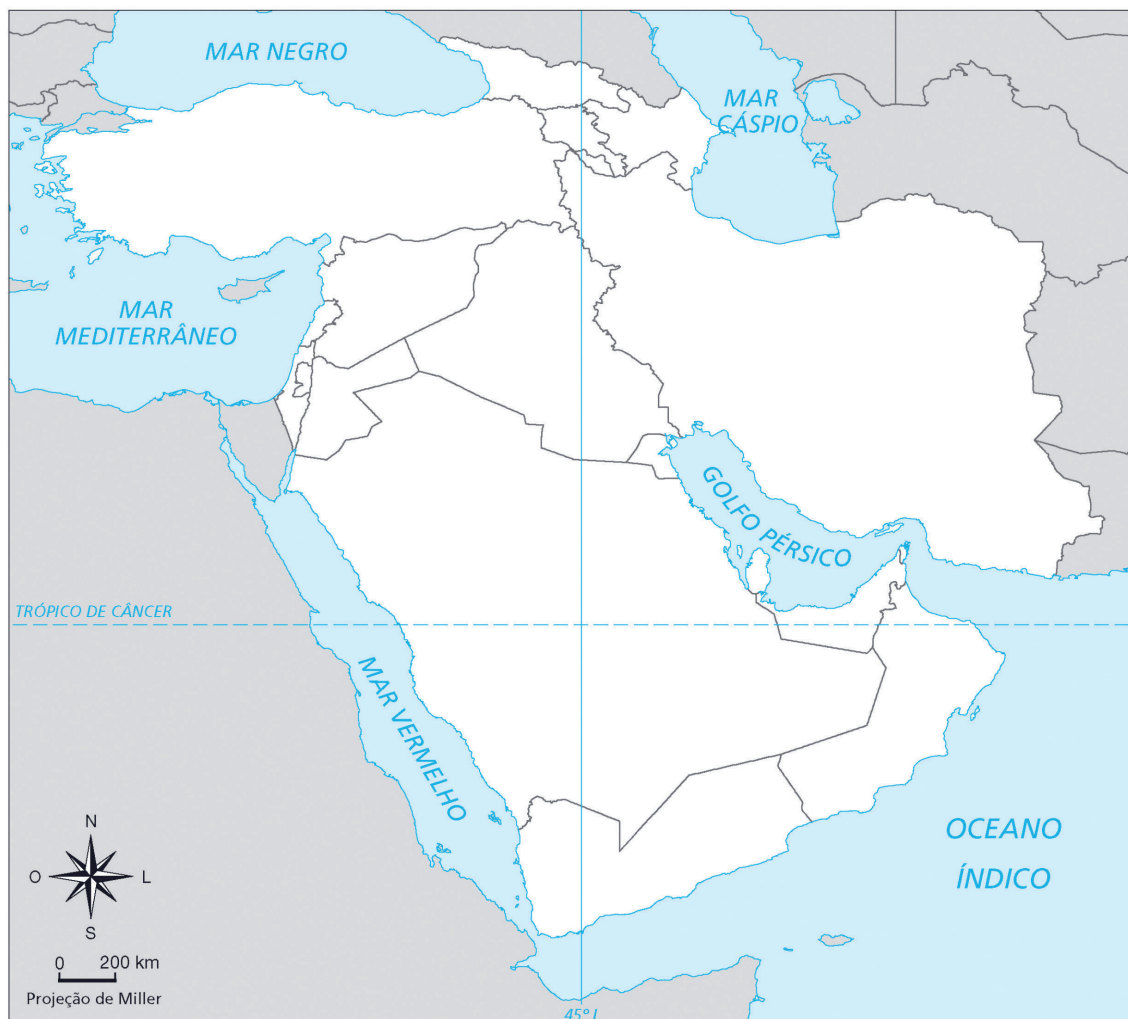 MAR NEGRO
MAR
CÁSPIO
MAR
MEDITERRÂNEO
GOLFO PÉRSICO
TRÓPICO DE CÂNCER
MAR VERMELHO
OCEANO
ÍNDICO
N
O
L
S
0 200 km
Projeção de Miller
45º L